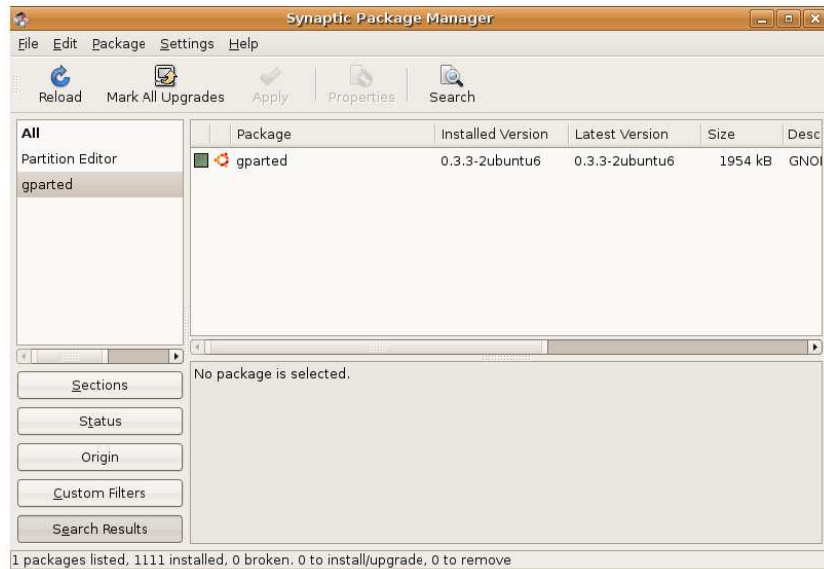 Synaptic Package Manager
File Edit Package Settings Help
Reload Mark All Upgrades Apply Properties Search
All
Partition Editor
gparted
Package Installed Version Latest Version Size Desc
gparted 0.3.3-2ubuntu6 0.3.3-2ubuntu6 1954 kB GNO
No package is selected.
Sections
Status
Origin
Custom Filters
Search Results
1 packages listed, 1111 installed, 0 broken. 0 to install/upgrade, 0 to remove